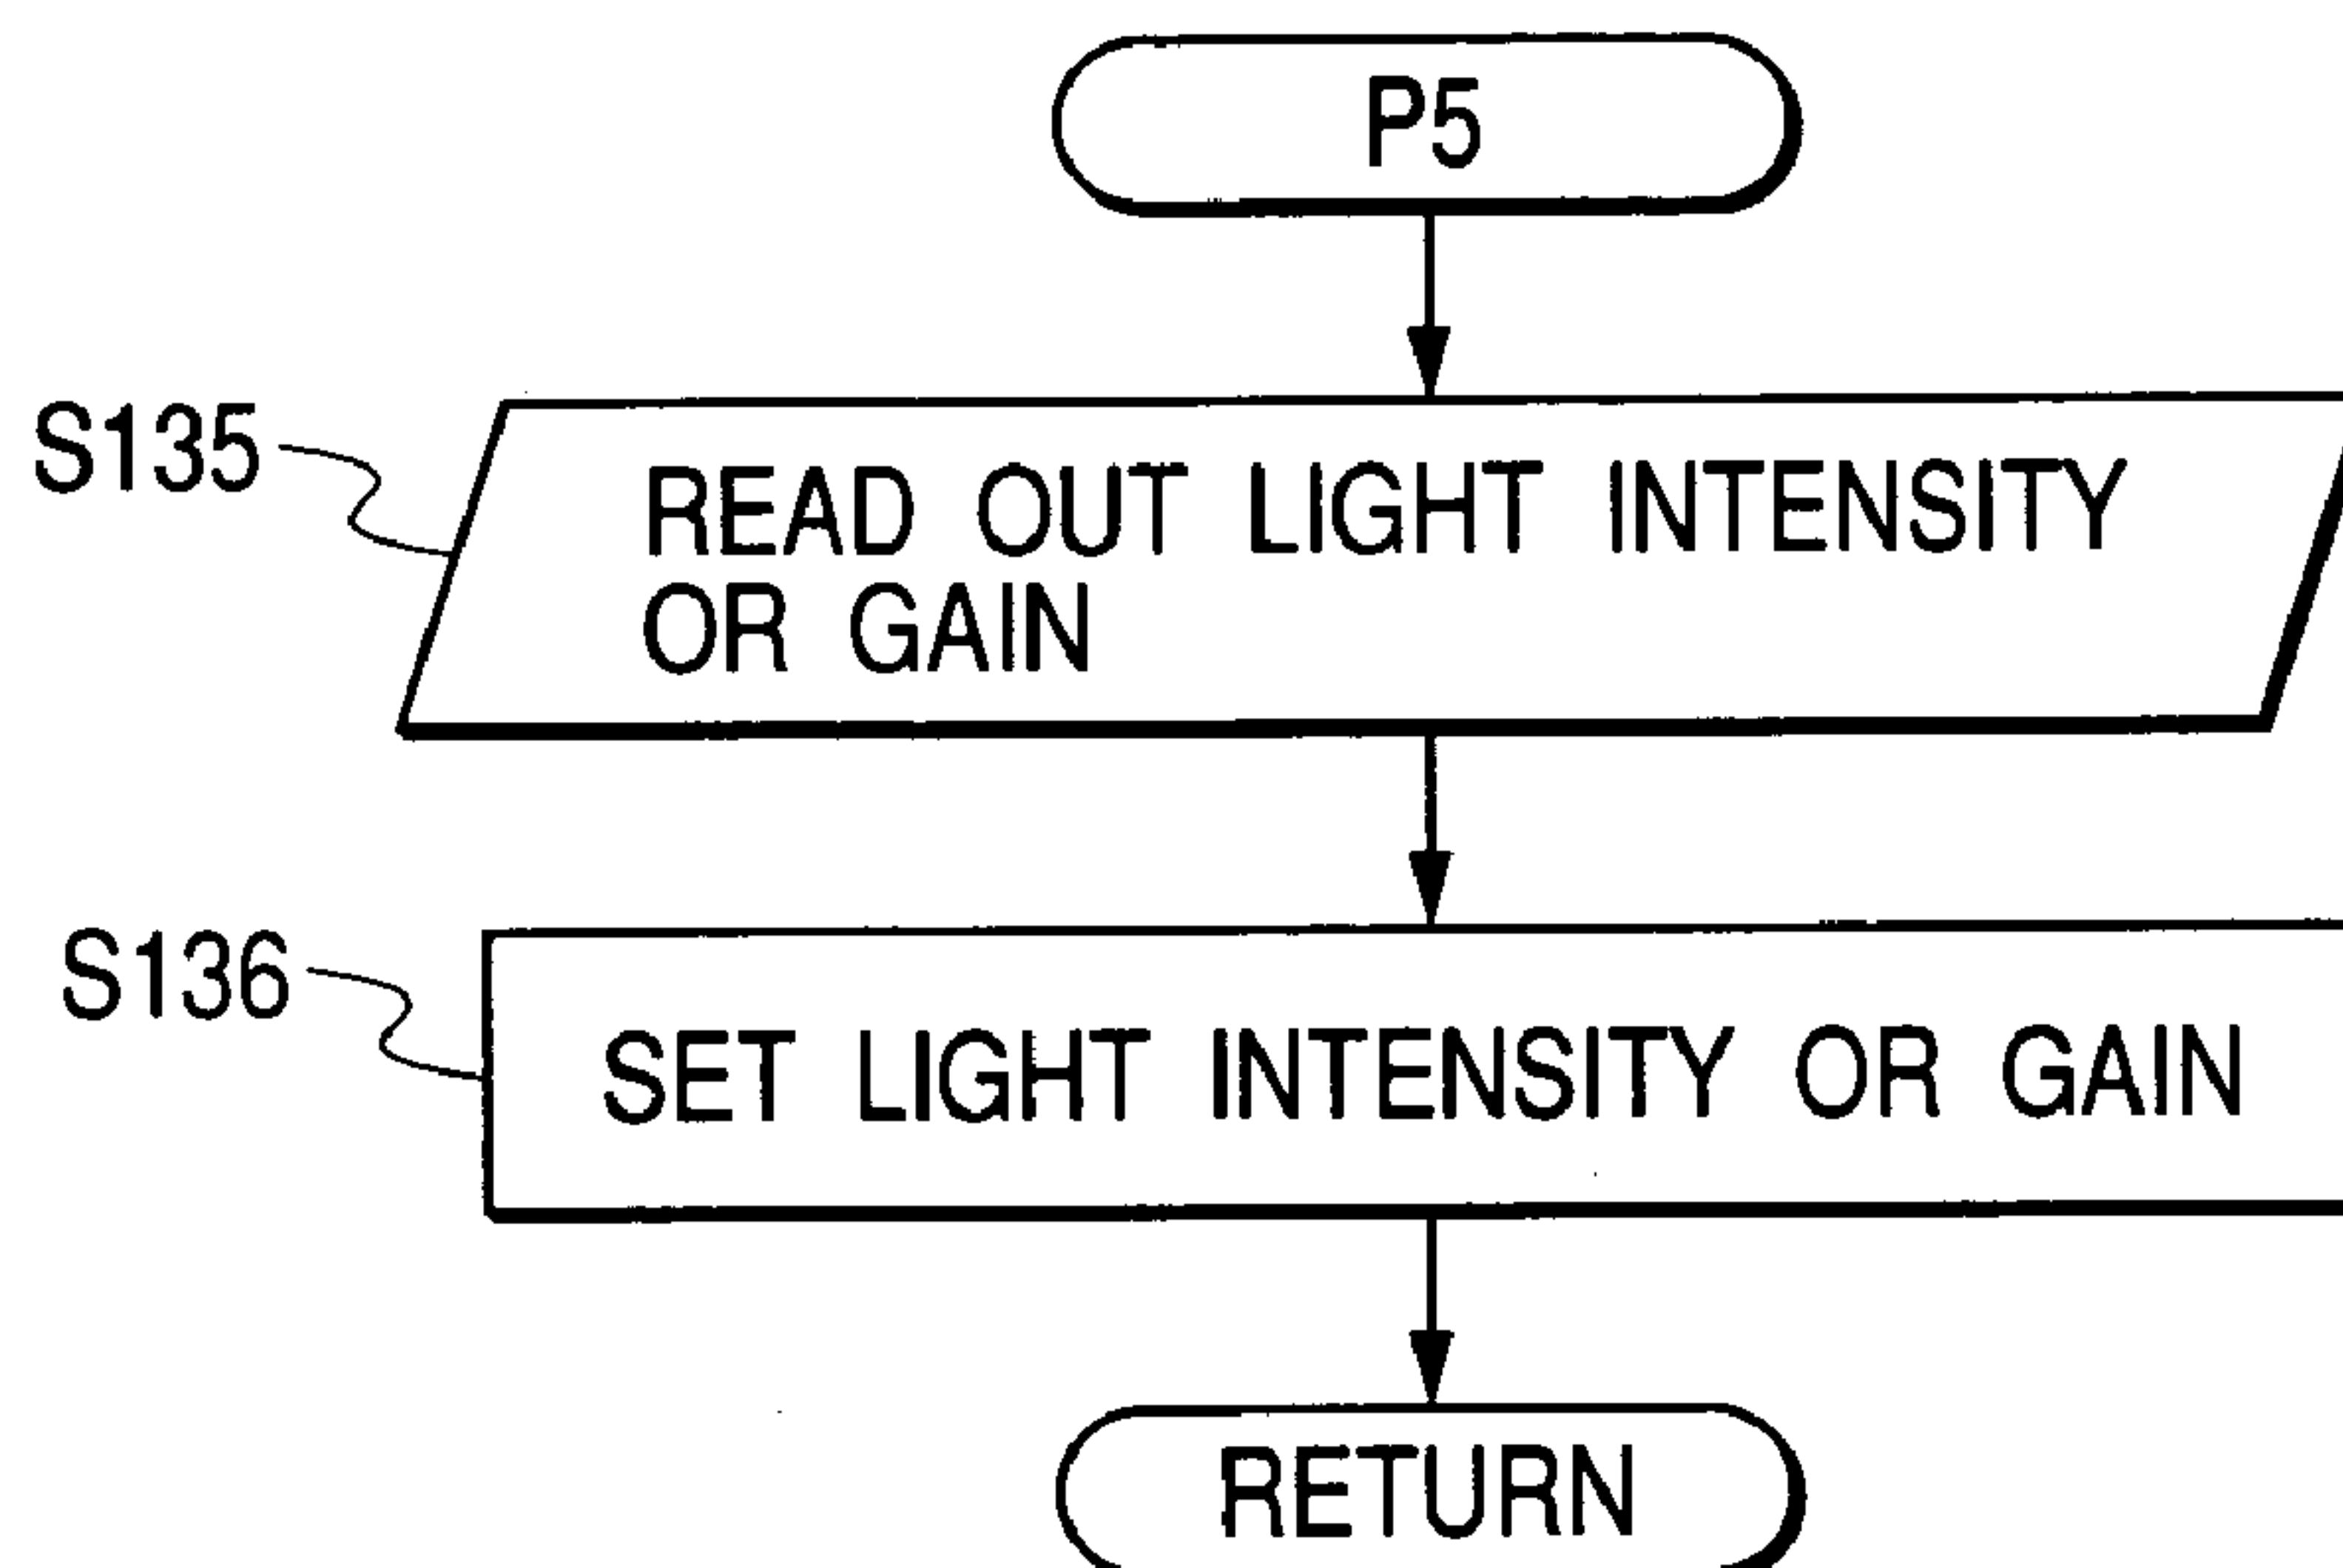 P5
S135
READ OUT LIGHT INTENSITY
OR GAIN
S136
SET LIGHT INTENSITY OR GAIN
RETURN